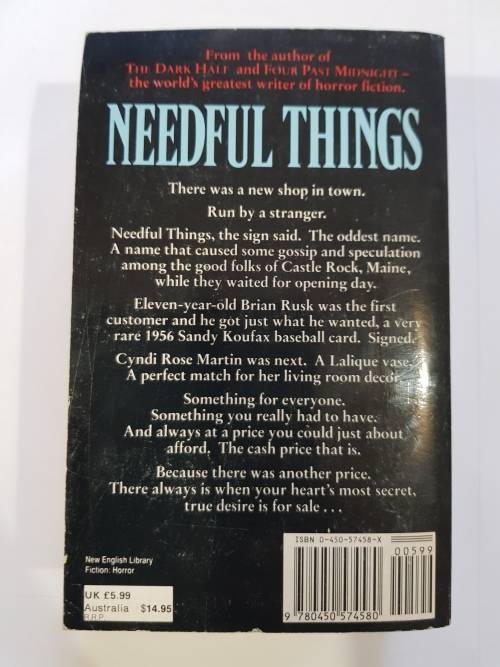 From the author of
THE DARK HALF and FOUR PAST MIDNIGHT –
the world's greatest writer of horror fiction.
NEEDFUL THINGS
There was a new shop in town.
Run by a stranger.
Needful Things, the sign said. The oddest name.
A name that caused some gossip and speculation
among the good folks of Castle Rock, Maine,
while they waited for opening day.
Eleven-year-old Brian Rusk was the first
customer and he got just what he wanted, a very
rare 1956 Sandy Koufax baseball card. Signed.
Cyndi Rose Martin was next. A Lalique vase.
A perfect match for her living room decor.
Something for everyone.
Something you really had to have.
And always at a price you could just about
afford. The cash price that is.
Because there was another price.
There always is when your heart's most secret,
true desire is for sale . . .
New English Library
Fiction: Horror
UK £5.99
Australia $14.95
R.R.P.
ISBN 0-450-57458-X
00599
9 780450 574580